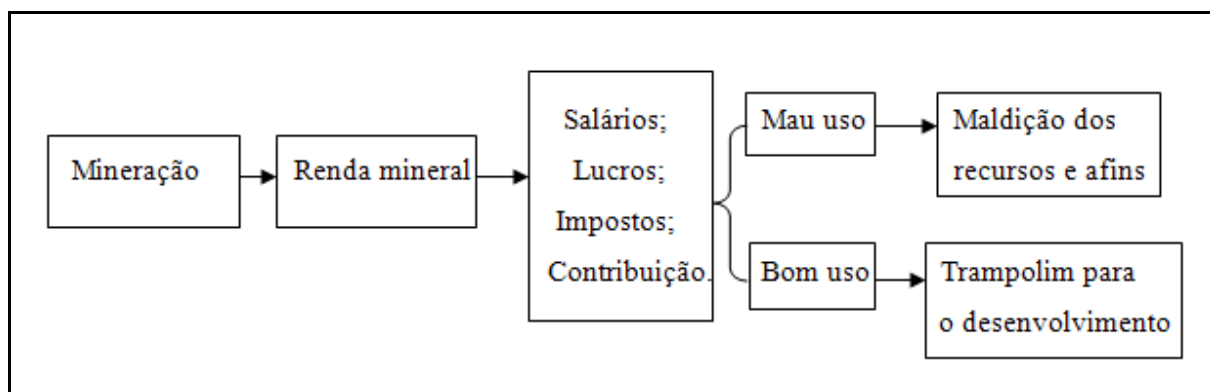 Mineração
Renda mineral
Salários;
Lucros;
Impostos;
Contribuição.
Mau uso
Maldição dos
recursos e afins
Bom uso
Trampolim para
o desenvolvimento